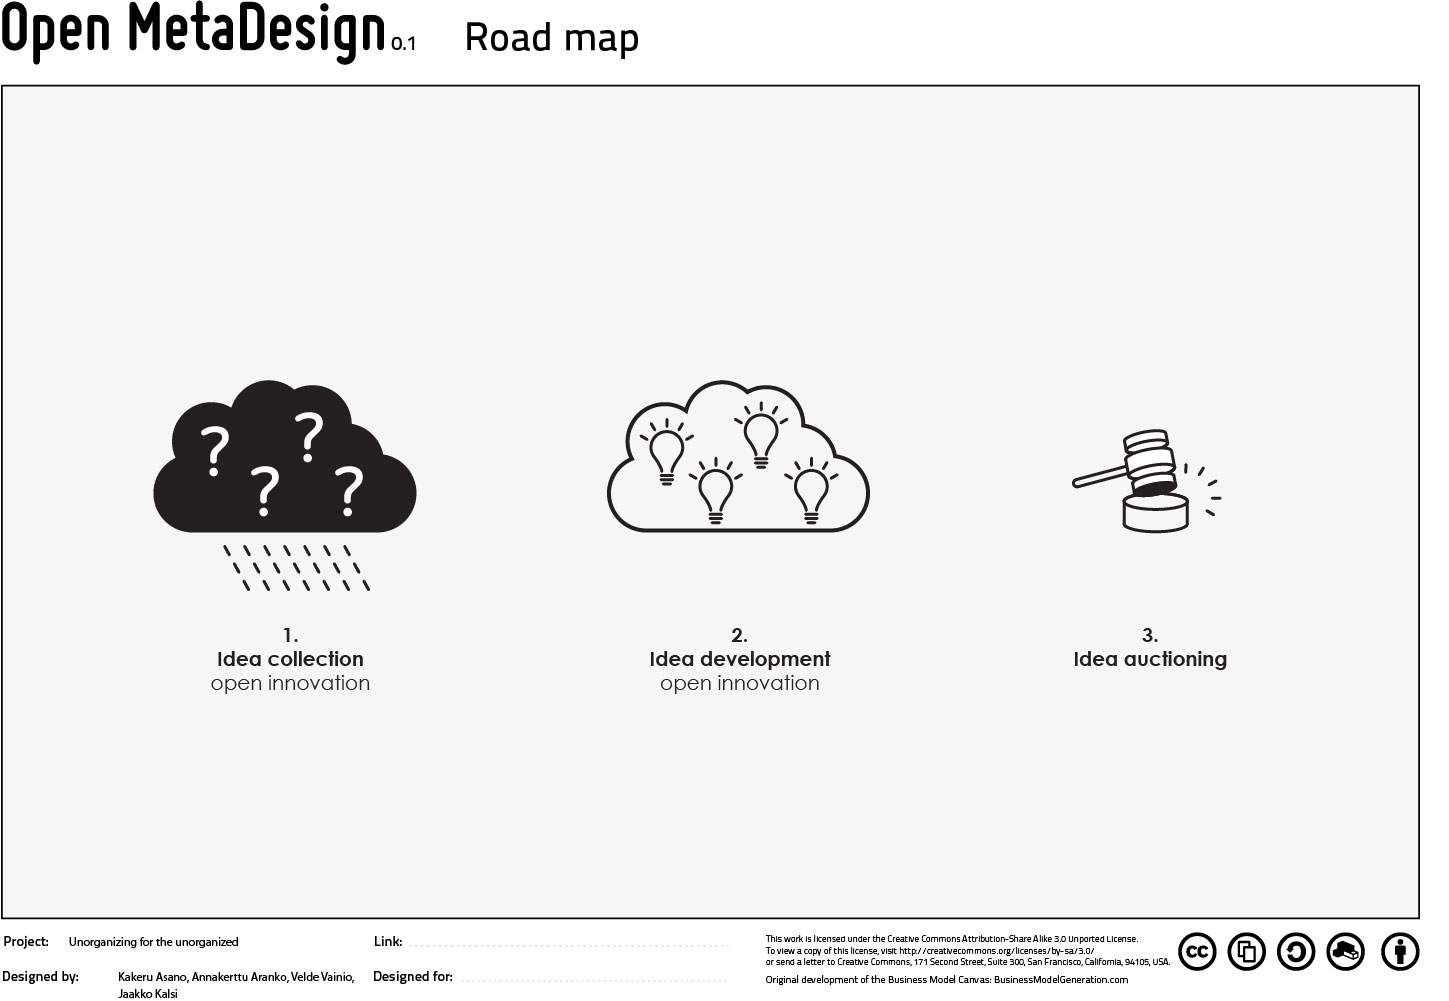 Open MetaDesign 0.1 Road map
? ? ? ?
1.
Idea collection
open innovation
2.
Idea development
open innovation
3.
Idea auctioning
Project: Unorganizing for the unorganized
Link:
Designed by: Kakeru Asano, Annakerttu Aranko, Velde Vainio,
Jaakko Kalsi
Designed for:
This work is licensed under the Creative Commons Attribution-Share Alike 3.0 Unported License.
To view a copy of this license, visit http://creativecommons.org/licenses/by-sa/3.0/
or send a letter to Creative Commons, 171 Second Street, Suite 300, San Francisco, California, 94105, USA.
Original development of the Business Model Canvas: BusinessModelGeneration.com
cc